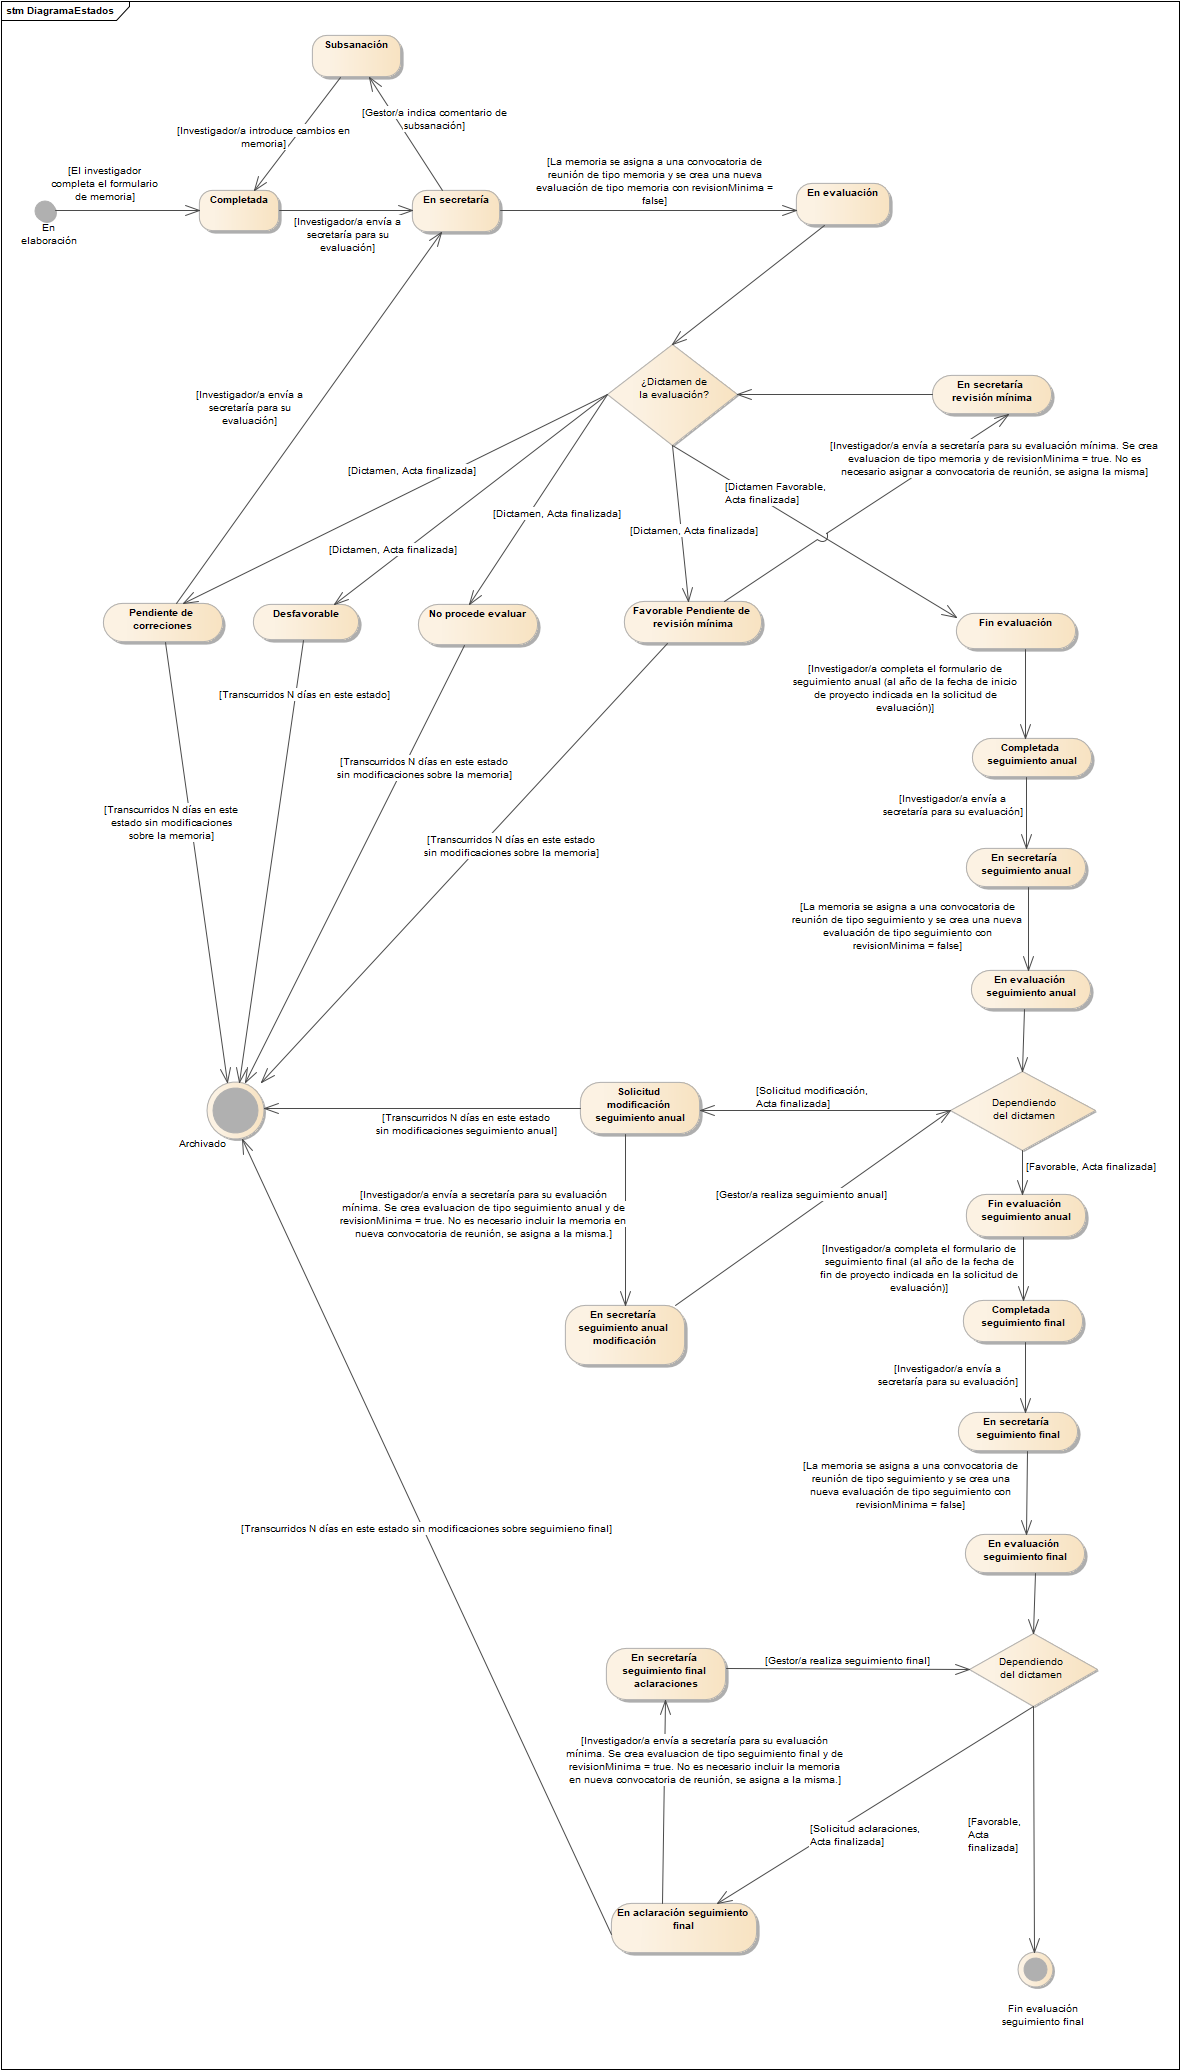 stm DiagramaEstados
Subsanación
[Gestor/a indica comentario de
subsanación]
[Investigador/a introduce cambios en
memoria]
[El investigador
completa el formulario
de memoria]
En
elaboración
Completada
[Investigador/a envía a
secretaría para su
evaluación]
En secretaría
[La memoria se asigna a una convocatoria de
reunión de tipo memoria y se crea una nueva
evaluación de tipo memoria con revisionMinima =
false]
En evaluación
¿Dictamen de
la evaluación?
En secretaría
revisión mínima
[Investigador/a envía a
secretaría para su
evaluación]
[Investigador/a envía a secretaría para su evaluación mínima. Se crea
evaluacion de tipo memoria y de revisionMinima = true. No es
necesario asignar a convocatoria de reunión, se asigna la misma]
[Dictamen, Acta finalizada]
[Dictamen Favorable,
Acta finalizada]
[Dictamen, Acta finalizada]
[Dictamen, Acta finalizada]
[Dictamen, Acta finalizada]
Pendiente de
correciones
Desfavorable
No procede evaluar
Favorable Pendiente de
revisión mínima
Fin evaluación
[Investigador/a completa el formulario de
seguimiento anual (al año de la fecha de inicio
de proyecto indicada en la solicitud de
evaluación)]
[Transcurridos N días en este estado]
Completada
seguimiento anual
[Transcurridos N días en este estado
sin modificaciones sobre la memoria]
[Investigador/a envía a
secretaría para su evaluación]
[Transcurridos N días en este
estado sin modificaciones
sobre la memoria]
[Transcurridos N días en este estado
sin modificaciones sobre la memoria]
En secretaría
seguimiento anual
[La memoria se asigna a una convocatoria de
reunión de tipo seguimiento y se crea una nueva
evaluación de tipo seguimiento con
revisionMinima = false]
En evaluación
seguimiento anual
Dependiendo
del dictamen
[Solicitud modificación,
Acta finalizada]
Solicitud
modificación
seguimiento anual
[Transcurridos N días en este estado
sin modificaciones seguimiento anual]
Archivado
[Favorable, Acta finalizada]
[Investigador/a envía a secretaría para su evaluación
mínima. Se crea evaluacion de tipo seguimiento anual y de
revisionMinima = true. No es necesario incluir la memoria en
nueva convocatoria de reunión, se asigna a la misma.]
[Gestor/a realiza seguimiento anual]
Fin evaluación
seguimiento anual
[Investigador/a completa el formulario de
seguimiento final (al año de la fecha de
fin de proyecto indicada en la solicitud de
evaluación)]
En secretaría
seguimiento anual
modificación
Completada
seguimiento final
[Investigador/a envía a
secretaría para su evaluación]
En secretaría
seguimiento final
[La memoria se asigna a una convocatoria de
reunión de tipo seguimiento y se crea una
nueva evaluación de tipo seguimiento con
revisionMinima = false]
[Transcurridos N días en este estado sin modificaciones sobre seguimieno final]
En evaluación
seguimiento final
Dependiendo
del dictamen
En secretaría
seguimiento final
aclaraciones
[Gestor/a realiza seguimiento final]
[Investigador/a envía a secretaría para su evaluación
mínima. Se crea evaluacion de tipo seguimiento final y de
revisionMinima = true. No es necesario incluir la memoria
en nueva convocatoria de reunión, se asigna a la misma.]
[Solicitud aclaraciones,
Acta finalizada]
[Favorable,
Acta
finalizada]
En aclaración seguimiento
final
Fin evaluación
seguimiento final